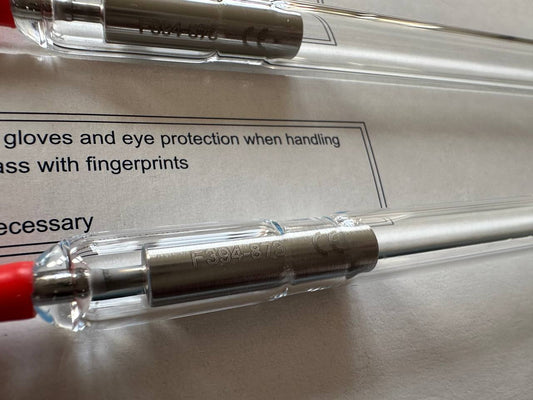 F394-878 CE
gloves and eye protection when handling
ass with fingerprints
ecessary
F394-878 CE